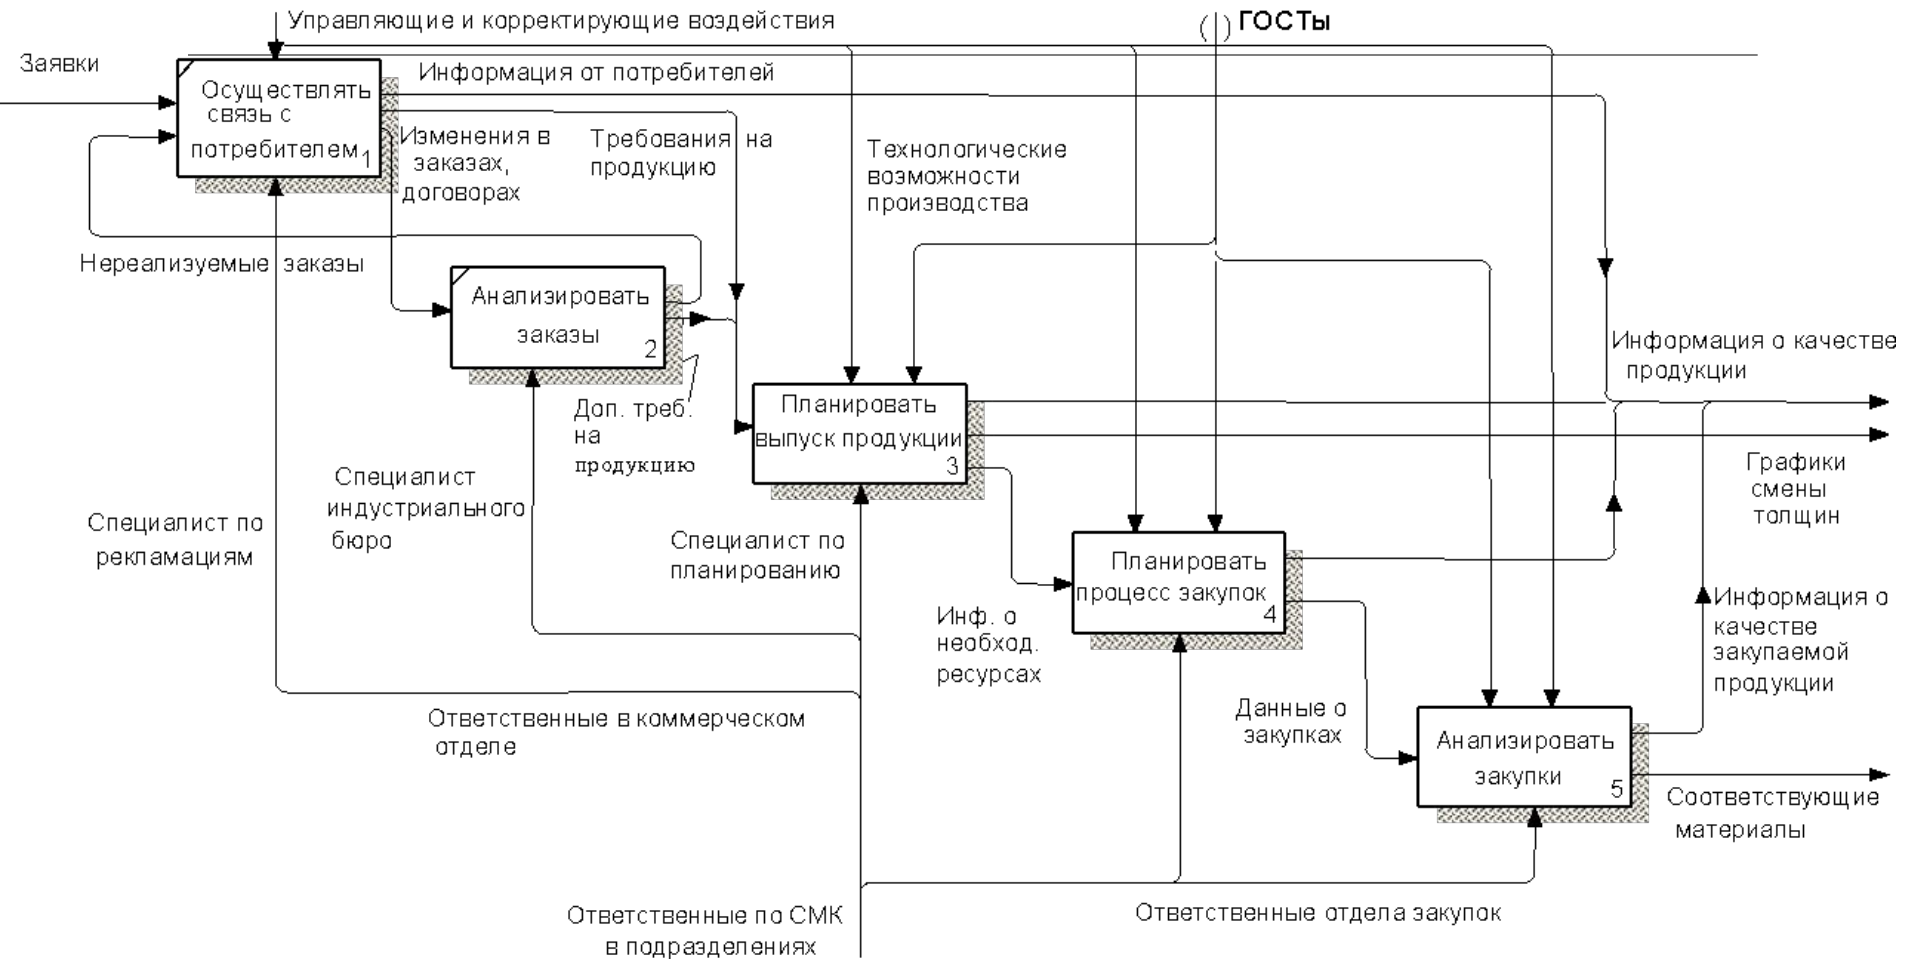 Управляющие и корректирующие воздействия
( ) ГОСТы
Заявки
Информация от потребителей
Осуществлять
связь с
потребителем 1
Изменения в
заказах,
договорах
Требования на
продукцию
Технологические
возможности
производства
Нереализуемые заказы
Анализировать
заказы
2
Информация о качестве
продукции
Доп. треб.
на
продукцию
Планировать
выпуск продукции
3
Графики
смены
толщин
Специалист
индустриального
бюро
Специалист по
рекламациям
Специалист по
планированию
Планировать
процесс закупок
4
Инф. о
необход.
ресурсах
Информация о
качестве
закупаемой
продукции
Данные о
закупках
Ответственные в коммерческом
отделе
Анализировать
закупки
5
Соответствующие
материалы
Ответственные по СМК
в подразделениях
Ответственные отдела закупок